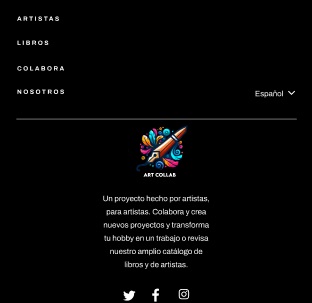 ARTISTAS
LIBROS
COLABORA
NOSOTROS
Español
ART COLLAB
Un proyecto hecho por artistas,
para artistas. Colabora y crea
nuevos proyectos y transforma
tu hobby en un trabajo o revisa
nuestro amplio catálogo de
libros y de artistas.